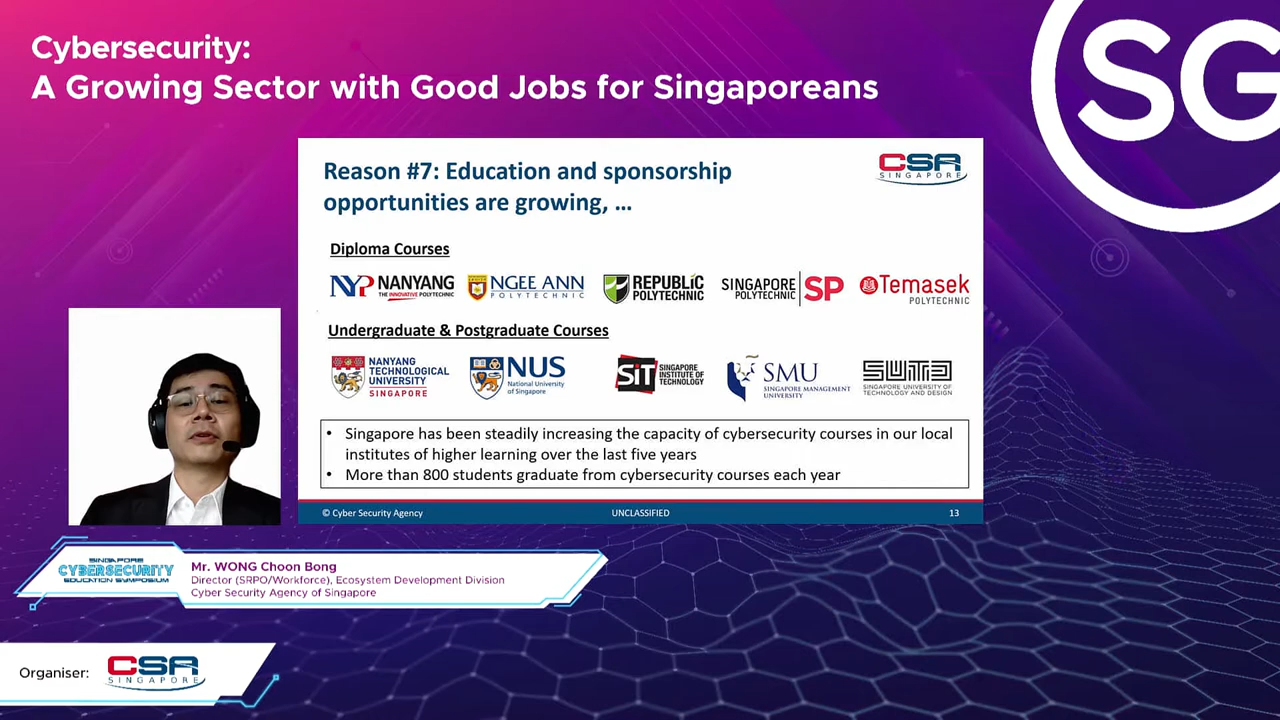 Cybersecurity:
A Growing Sector with Good Jobs for Singaporeans
SG
Reason #7: Education and sponsorship
opportunities are growing, ...
CSA
SINGAPORE
Diploma Courses
NYP NANYANG
THE INNOVATIVE POLYTECHNIC
NGEE ANN
POLYTECHNIC
REPUBLIC
POLYTECHNIC
SINGAPORE
POLYTECHNIC
SP
Temasek
POLYTECHNIC
Undergraduate & Postgraduate Courses
NANYANG
TECHNOLOGICAL
UNIVERSITY
SINGAPORE
NUS
National University
of Singapore
SiT
SINGAPORE
INSTITUTE OF
TECHNOLOGY
SMU
SINGAPORE MANAGEMENT
UNIVERSITY
SUTD
SINGAPORE UNIVERSITY OF
TECHNOLOGY AND DESIGN
• Singapore has been steadily increasing the capacity of cybersecurity courses in our local
institutes of higher learning over the last five years
• More than 800 students graduate from cybersecurity courses each year
© Cyber Security Agency
UNCLASSIFIED
13
SINGAPORE
CYBERSECURITY
EDUCATION SYMPOSIUM
Mr. WONG Choon Bong
Director (SRPO/Workforce), Ecosystem Development Division
Cyber Security Agency of Singapore
Organiser:
CSA
SINGAPORE